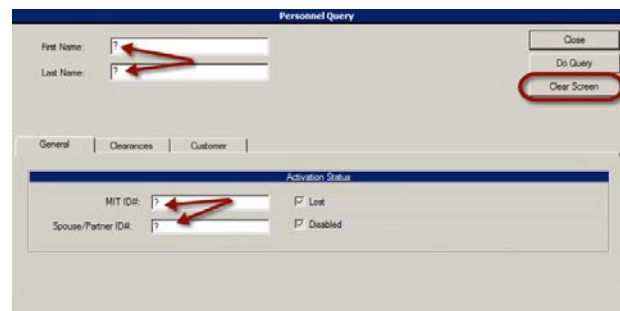 Personnel Query
First Name: ?
Last Name: ?
Close
Do Query
Clear Screen
General Clearances Customer
Activation Status
MIT ID#: ? Lost
Spouse/Partner ID#: ? Disabled